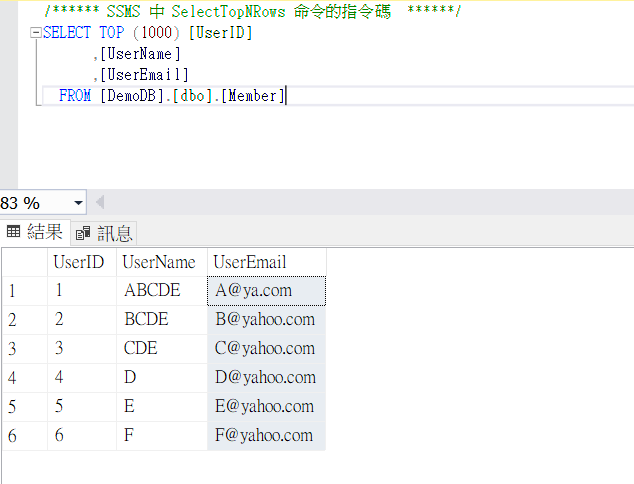 /****** SSMS 中 SelectTopNRows 命令的指令碼  ******/
SELECT TOP (1000) [UserID]
,[UserName]
,[UserEmail]
FROM [DemoDB].[dbo].[Member]
83 %
結果 訊息
UserID UserName UserEmail
1 1 ABCDE A@ya.com
2 2 BCDE B@yahoo.com
3 3 CDE C@yahoo.com
4 4 D D@yahoo.com
5 5 E E@yahoo.com
6 6 F F@yahoo.com